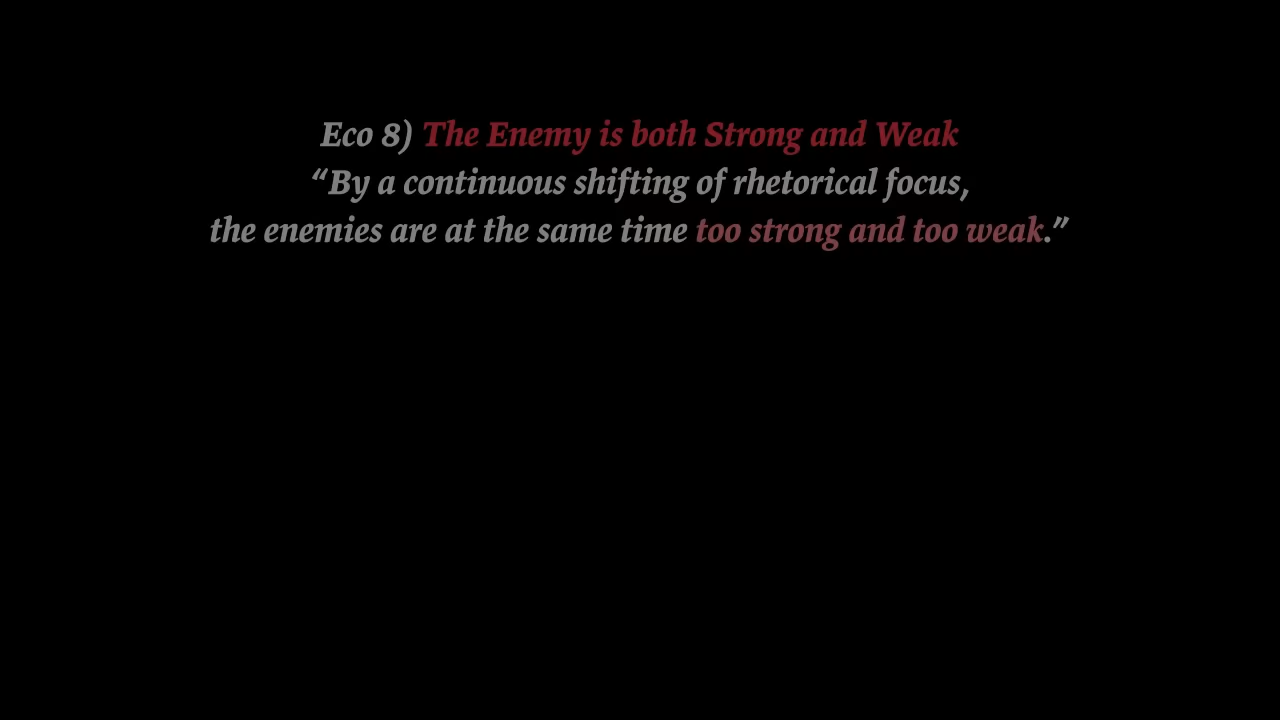 Eco 8) The Enemy is both Strong and Weak
“By a continuous shifting of rhetorical focus,
the enemies are at the same time too strong and too weak.”